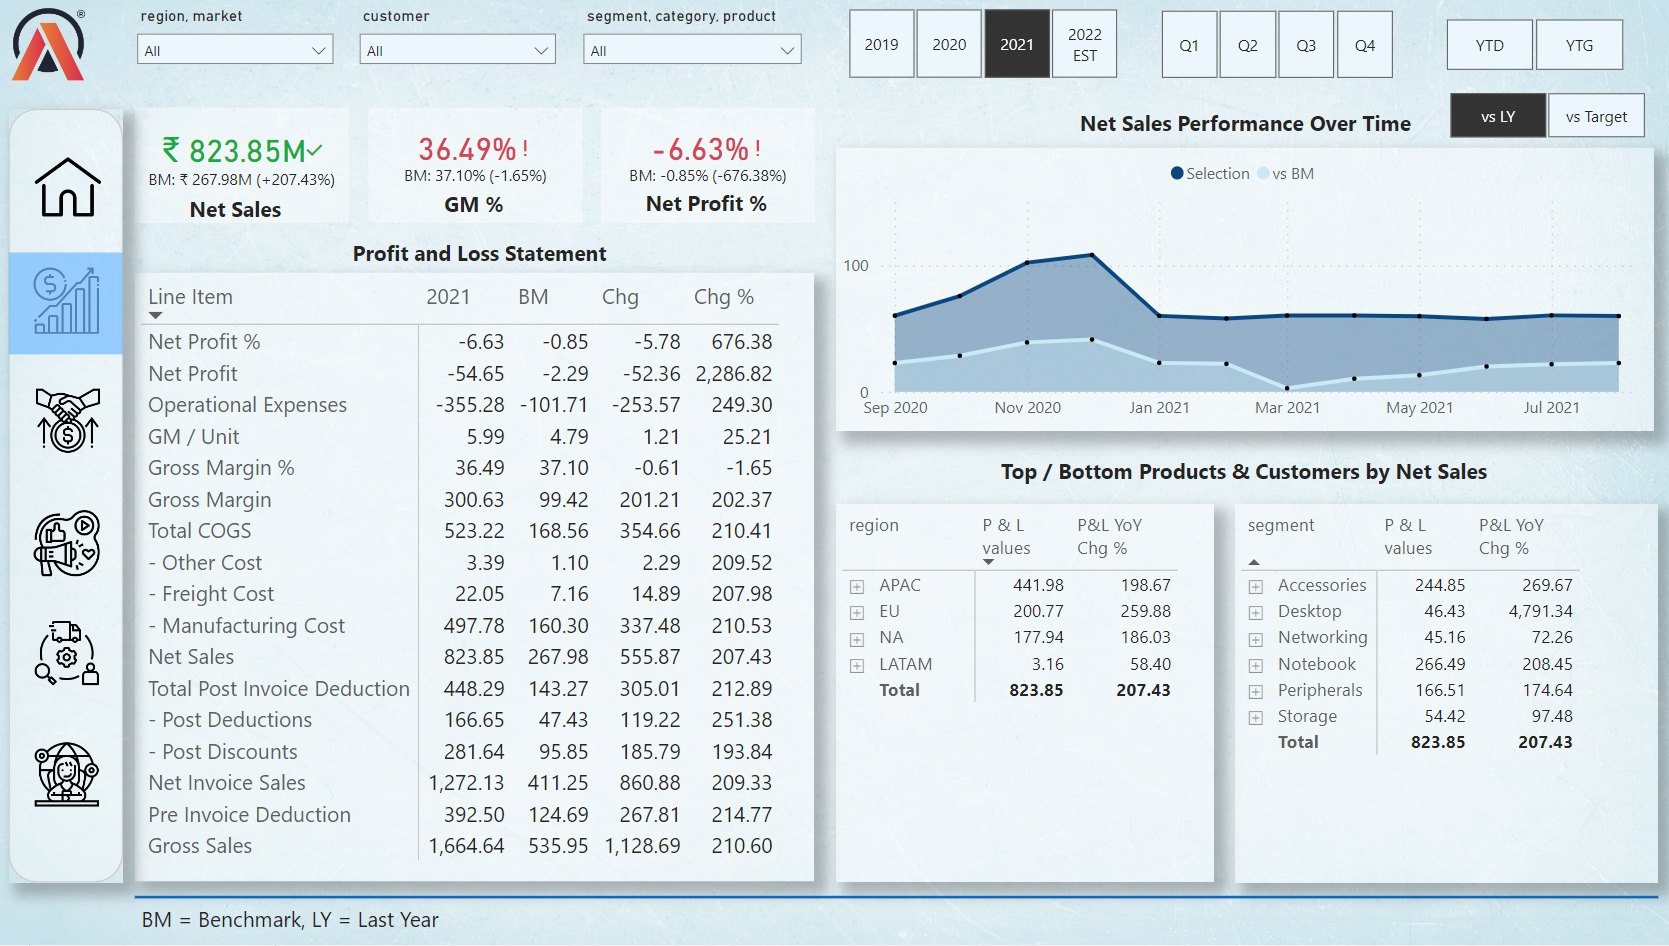 ®
region, market
customer
segment, category, product
All
All
All
2019
2020
2021
2022
EST
Q1
Q2
Q3
Q4
YTD
YTG
vs LY
vs Target
₹ 823.85M
BM: ₹ 267.98M (+207.43%)
Net Sales
36.49% !
BM: 37.10% (-1.65%)
GM %
-6.63% !
BM: -0.85% (-676.38%)
Net Profit %
Profit and Loss Statement
Line Item 2021 BM Chg Chg %
Net Profit % -6.63 -0.85 -5.78 676.38
Net Profit -54.65 -2.29 -52.36 2,286.82
Operational Expenses -355.28 -101.71 -253.57 249.30
GM / Unit 5.99 4.79 1.21 25.21
Gross Margin % 36.49 37.10 -0.61 -1.65
Gross Margin 300.63 99.42 201.21 202.37
Total COGS 523.22 168.56 354.66 210.41
- Other Cost 3.39 1.10 2.29 209.52
- Freight Cost 22.05 7.16 14.89 207.98
- Manufacturing Cost 497.78 160.30 337.48 210.53
Net Sales 823.85 267.98 555.87 207.43
Total Post Invoice Deduction 448.29 143.27 305.01 212.89
- Post Deductions 166.65 47.43 119.22 251.38
- Post Discounts 281.64 95.85 185.79 193.84
Net Invoice Sales 1,272.13 411.25 860.88 209.33
Pre Invoice Deduction 392.50 124.69 267.81 214.77
Gross Sales 1,664.64 535.95 1,128.69 210.60
Net Sales Performance Over Time
Selection vs BM
100
0
Sep 2020 Nov 2020 Jan 2021 Mar 2021 May 2021 Jul 2021
Top / Bottom Products & Customers by Net Sales
region P & L P&L YoY
values Chg %
APAC 441.98 198.67
EU 200.77 259.88
NA 177.94 186.03
LATAM 3.16 58.40
Total 823.85 207.43
segment P & L P&L YoY
values Chg %
Accessories 244.85 269.67
Desktop 46.43 4,791.34
Networking 45.16 72.26
Notebook 266.49 208.45
Peripherals 166.51 174.64
Storage 54.42 97.48
Total 823.85 207.43
BM = Benchmark, LY = Last Year